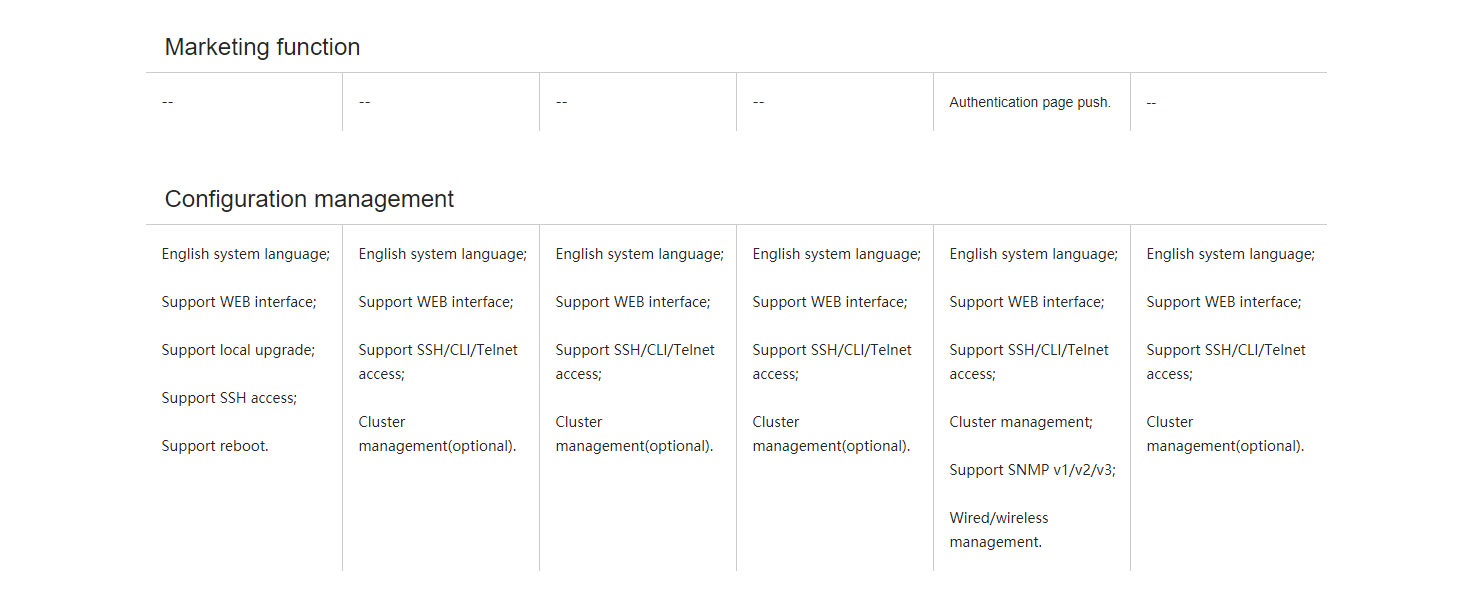 Marketing function
--
--
--
--
Authentication page push.
--
Configuration management
English system language;
Support WEB interface;
Support local upgrade;
Support SSH access;
Support reboot.
English system language;
Support WEB interface;
Support SSH/CLI/Telnet
access;
Cluster
management(optional).
English system language;
Support WEB interface;
Support SSH/CLI/Telnet
access;
Cluster
management(optional).
English system language;
Support WEB interface;
Support SSH/CLI/Telnet
access;
Cluster
management(optional).
English system language;
Support WEB interface;
Support SSH/CLI/Telnet
access;
Cluster management;
Support SNMP v1/v2/v3;
Wired/wireless
management.
English system language;
Support WEB interface;
Support SSH/CLI/Telnet
access;
Cluster
management(optional).